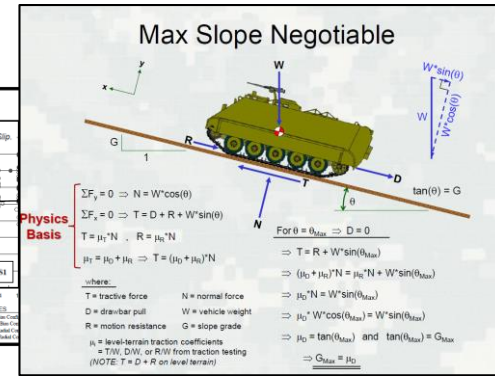 Max Slope Negotiable
y
x
W
W*sin(θ)
W*cos(θ)
W
G
1
R
T
D
N
θ
tan(θ) = G
Slip.
Physics
Basis
ΣFy = 0 ⇒ N = W*cos(θ)
ΣFx = 0 ⇒ T = D + R + W*sin(θ)
T = μT*N , R = μR*N
μT = μD + μR ⇒ T = (μD + μR)*N
where:
T = tractive force N = normal force
D = drawbar pull W = vehicle weight
R = motion resistance G = slope grade
μi = level-terrain traction coefficients
= T/W, D/W, or R/W from traction testing
(NOTE: T = D + R on level terrain)
For θ = θMax ⇒ D = 0
⇒ T = R + W*sin(θMax)
⇒ (μD + μR)*N = μR*N + W*sin(θMax)
⇒ μD*N = W*sin(θMax)
⇒ μD* W*cos(θMax) = W*sin(θMax)
⇒ μD = tan(θMax) and tan(θMax) = GMax
⇒ GMax = μD